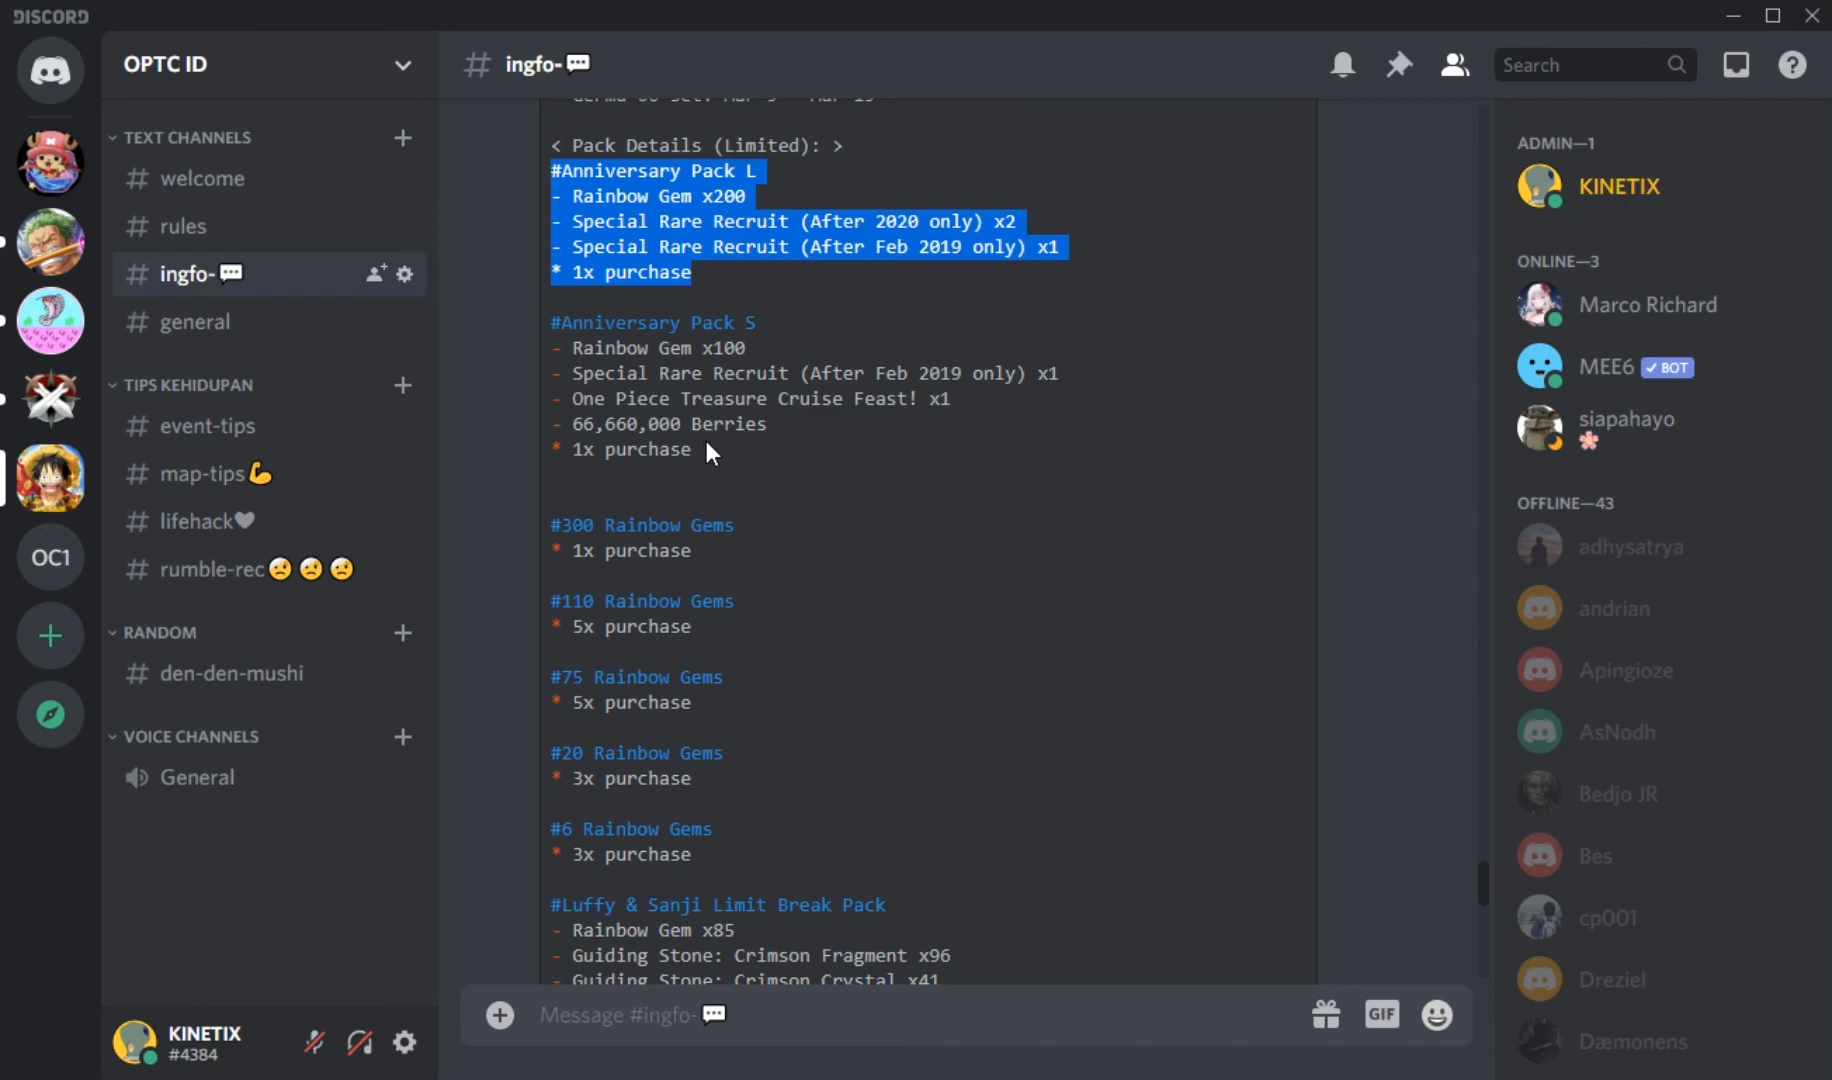 DISCORD
OPTC ID
TEXT CHANNELS
welcome
rules
ingfo-💬
general
TIPS KEHIDUPAN
event-tips
map-tips💪
lifehack🖤
rumble-rec🤕🤕🤕
RANDOM
den-den-mushi
VOICE CHANNELS
General
OC1
KINETIX
#4384
# ingfo-💬
Search
< Pack Details (Limited): >
#Anniversary Pack L
- Rainbow Gem x200
- Special Rare Recruit (After 2020 only) x2
- Special Rare Recruit (After Feb 2019 only) x1
* 1x purchase
#Anniversary Pack S
- Rainbow Gem x100
- Special Rare Recruit (After Feb 2019 only) x1
- One Piece Treasure Cruise Feast! x1
- 66,660,000 Berries
* 1x purchase
#300 Rainbow Gems
* 1x purchase
#110 Rainbow Gems
* 5x purchase
#75 Rainbow Gems
* 5x purchase
#20 Rainbow Gems
* 3x purchase
#6 Rainbow Gems
* 3x purchase
#Luffy & Sanji Limit Break Pack
- Rainbow Gem x85
- Guiding Stone: Crimson Fragment x96
- Guiding Stone: Crimson Crystal x41
Message #ingfo-💬
GIF
ADMIN—1
KINETIX
ONLINE—3
Marco Richard
MEE6 ✓ BOT
siapahayo
🌸
OFFLINE—43
adhysatrya
andrian
Apingioze
AsNodh
Bedjo JR
Bes
cp001
Dreziel
Dæmonens